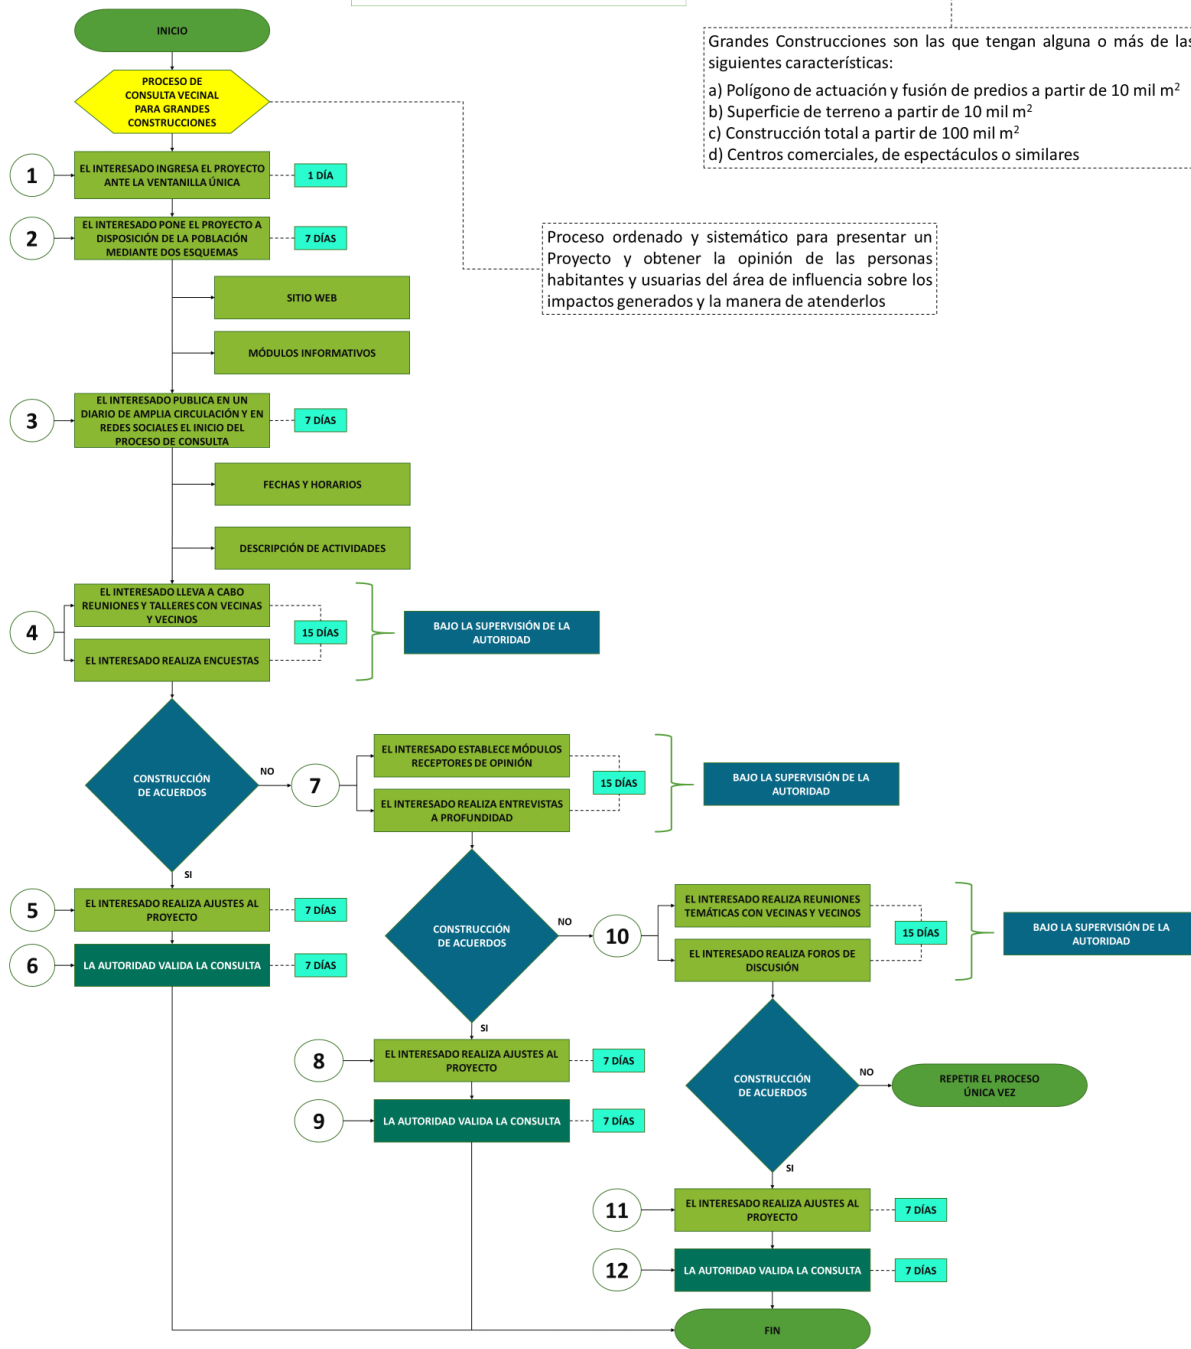 INICIO
Grandes Construcciones son las que tengan alguna o más de las
siguientes características:
a) Polígono de actuación y fusión de predios a partir de 10 mil m²
b) Superficie de terreno a partir de 10 mil m²
c) Construcción total a partir de 100 mil m²
d) Centros comerciales, de espectáculos o similares
PROCESO DE
CONSULTA VECINAL
PARA GRANDES
CONSTRUCCIONES
1
EL INTERESADO INGRESA EL PROYECTO
ANTE LA VENTANILLA ÚNICA
1 DÍA
2
EL INTERESADO PONE EL PROYECTO A
DISPOSICIÓN DE LA POBLACIÓN
MEDIANTE DOS ESQUEMAS
7 DÍAS
Proceso ordenado y sistemático para presentar un
Proyecto y obtener la opinión de las personas
habitantes y usuarias del área de influencia sobre los
impactos generados y la manera de atenderlos
SITIO WEB
MÓDULOS INFORMATIVOS
3
EL INTERESADO PUBLICA EN UN
DIARIO DE AMPLIA CIRCULACIÓN Y EN
REDES SOCIALES EL INICIO DEL
PROCESO DE CONSULTA
7 DÍAS
FECHAS Y HORARIOS
DESCRIPCIÓN DE ACTIVIDADES
4
EL INTERESADO LLEVA A CABO
REUNIONES Y TALLERES CON VECINAS
Y VECINOS
EL INTERESADO REALIZA ENCUESTAS
15 DÍAS
BAJO LA SUPERVISIÓN DE LA
AUTORIDAD
CONSTRUCCIÓN
DE ACUERDOS
NO
7
EL INTERESADO ESTABLECE MÓDULOS
RECEPTORES DE OPINIÓN
EL INTERESADO REALIZA ENTREVISTAS
A PROFUNDIDAD
15 DÍAS
BAJO LA SUPERVISIÓN DE LA
AUTORIDAD
SI
5
EL INTERESADO REALIZA AJUSTES AL
PROYECTO
7 DÍAS
6
LA AUTORIDAD VALIDA LA CONSULTA
7 DÍAS
CONSTRUCCIÓN
DE ACUERDOS
NO
10
EL INTERESADO REALIZA REUNIONES
TEMÁTICAS CON VECINAS Y VECINOS
EL INTERESADO REALIZA FOROS DE
DISCUSIÓN
15 DÍAS
BAJO LA SUPERVISIÓN DE LA
AUTORIDAD
SI
8
EL INTERESADO REALIZA AJUSTES AL
PROYECTO
7 DÍAS
9
LA AUTORIDAD VALIDA LA CONSULTA
7 DÍAS
CONSTRUCCIÓN
DE ACUERDOS
NO
REPETIR EL PROCESO
ÚNICA VEZ
SI
11
EL INTERESADO REALIZA AJUSTES AL
PROYECTO
7 DÍAS
12
LA AUTORIDAD VALIDA LA CONSULTA
7 DÍAS
FIN